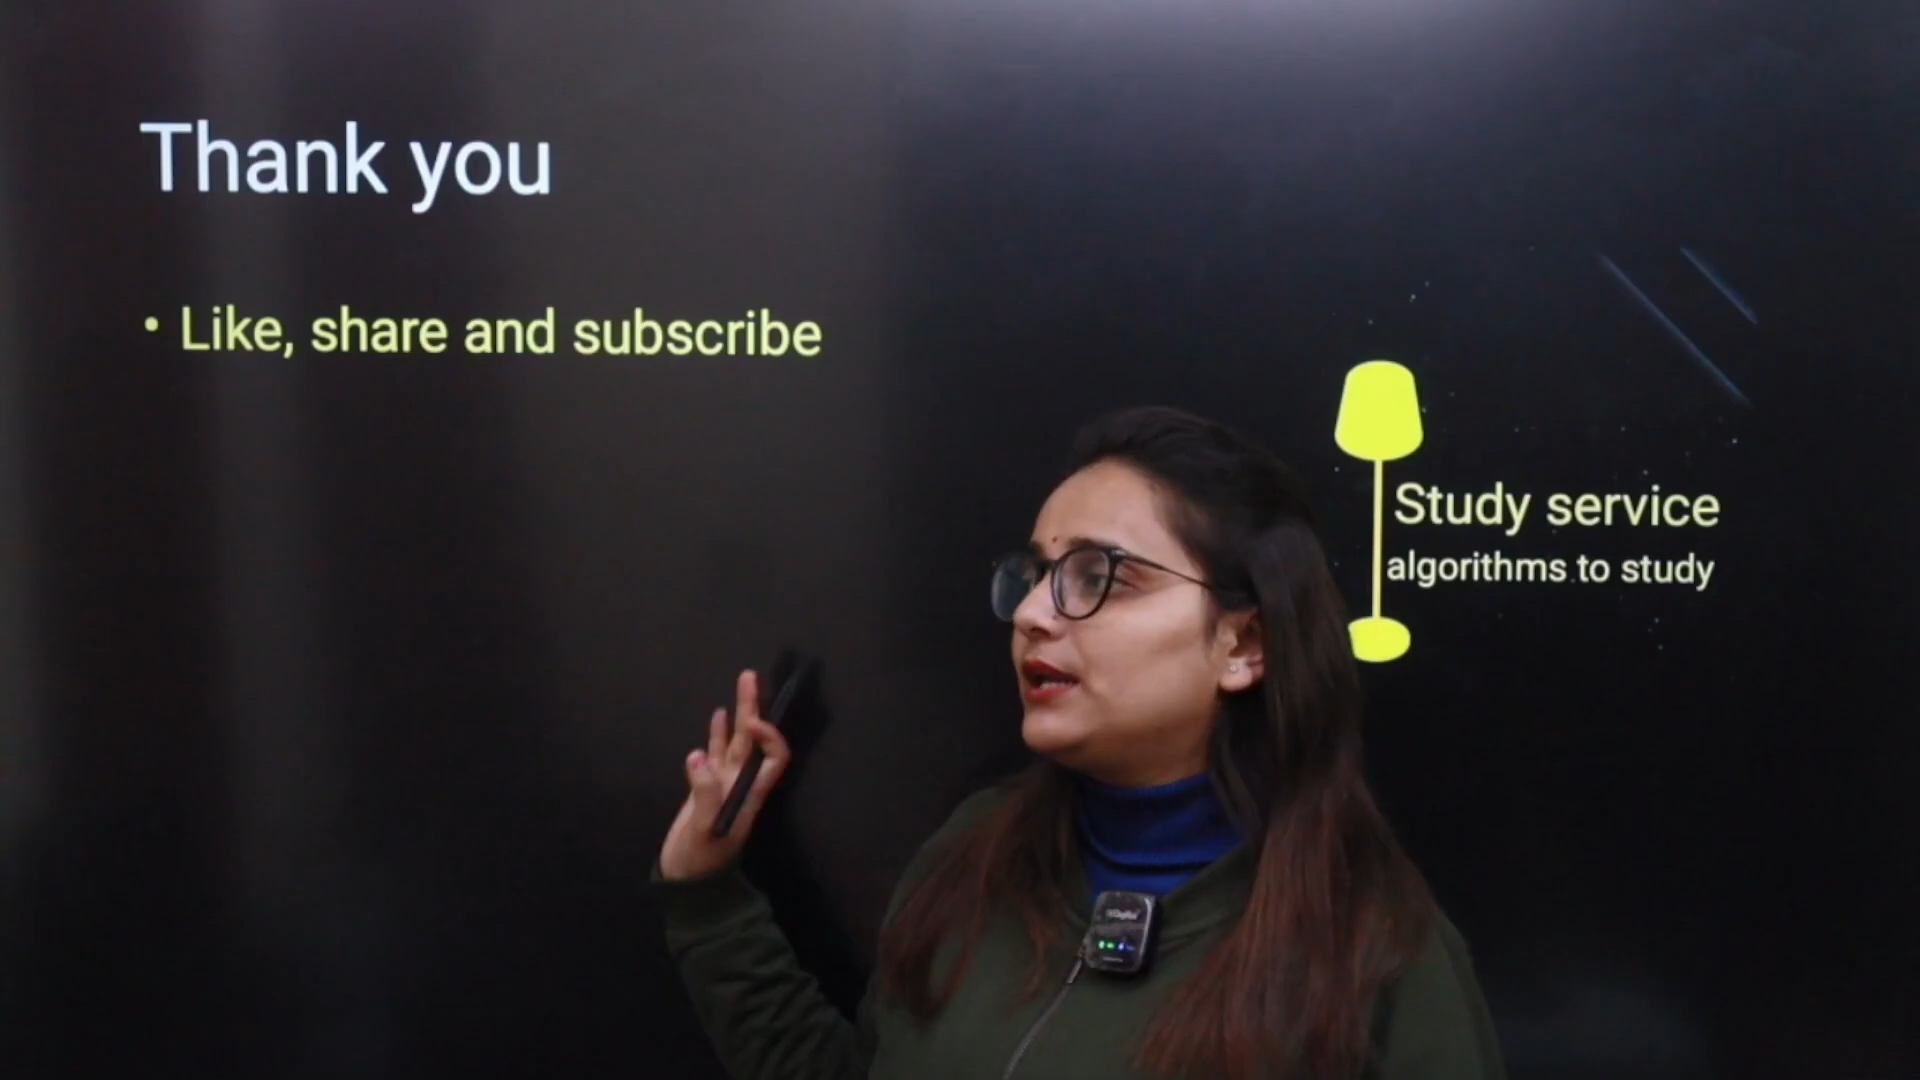 Thank you
• Like, share and subscribe
Study service
algorithms to study